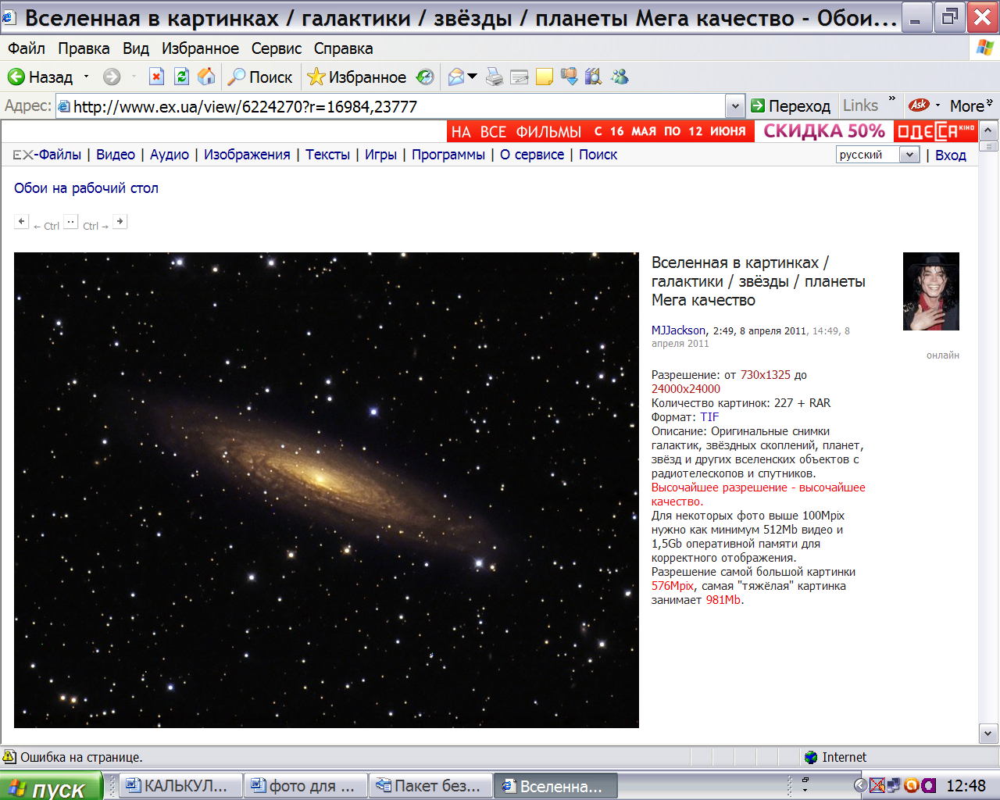 Вселенная в картинках / галактики / звёзды / планеты Мега качество - Обои...
Файл Правка Вид Избранное Сервис Справка
Назад Поиск Избранное
Адрес: http://www.ex.ua/view/6224270?r=16984,23777 Переход Links » Ask More »
НА ВСЕ ФИЛЬМЫ С 16 МАЯ ПО 12 ИЮНЯ СКИДКА 50% ОДЕССА КІНО
EX-Файлы | Видео | Аудио | Изображения | Тексты | Игры | Программы | О сервисе | Поиск русский | Вход
Обои на рабочий стол
← Ctrl .. Ctrl →
Вселенная в картинках /
галактики / звёзды / планеты
Мега качество
MJJackson, 2:49, 8 апреля 2011, 14:49, 8
апреля 2011
онлайн
Разрешение: от 730x1325 до
24000x24000
Количество картинок: 227 + RAR
Формат: TIF
Описание: Оригинальные снимки
галактик, звёздных скоплений, планет,
звёзд и других вселенских объектов с
радиотелескопов и спутников.
Высочайшее разрешение - высочайшее
качество.
Для некоторых фото выше 100Mpix
нужно как минимум 512Mb видео и
1,5Gb оперативной памяти для
корректного отображения.
Разрешение самой большой картинки
576Mpix, самая "тяжёлая" картинка
занимает 981Mb.
Ошибка на странице. Internet
пуск КАЛЬКУЛ... фото для ... Пакет без... Вселенна... 12:48